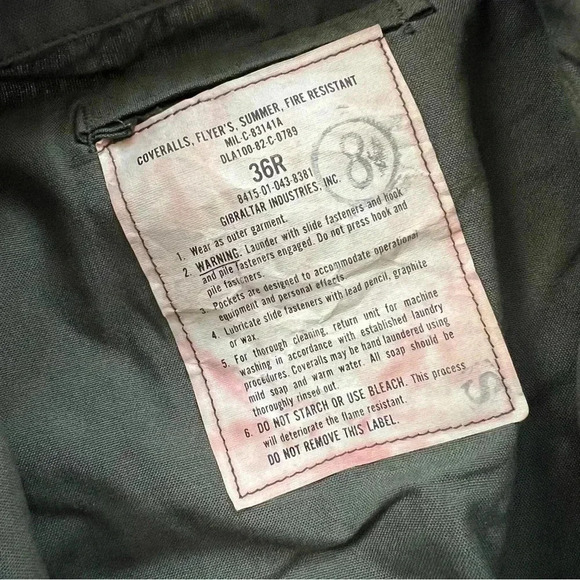 COVERALLS, FLYER'S, SUMMER, FIRE RESISTANT
MIL-C-83141A
DLA100-82-C-0789
36R
8415-01-043-8381
GIBRALTAR INDUSTRIES, INC.
8
1. Wear as outer garment.
2. WARNING. Launder with slide fasteners and hook
and pile fasteners engaged. Do not press hook and
pile fasteners.
3. Pockets are designed to accommodate operational
equipment and personal effects.
4. Lubricate slide fasteners with lead pencil, graphite
or wax.
5. For thorough cleaning, return unit for machine
washing in accordance with established laundry
procedures. Coveralls may be hand laundered using
mild soap and warm water. All soap should be
thoroughly rinsed out.
6. DO NOT STARCH OR USE BLEACH. This process
will deteriorate the flame resistant.
DO NOT REMOVE THIS LABEL.
S